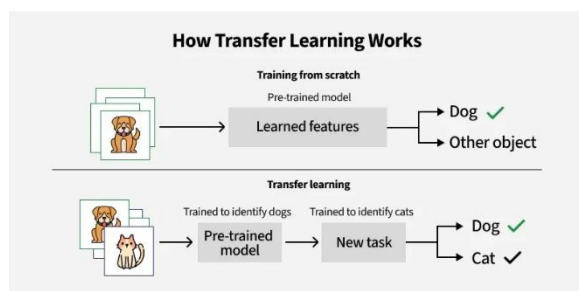 How Transfer Learning Works
Training from scratch
Pre-trained model
Learned features
Dog
Other object
Transfer learning
Trained to identify dogs
Trained to identify cats
Pre-trained
model
New task
Dog
Cat